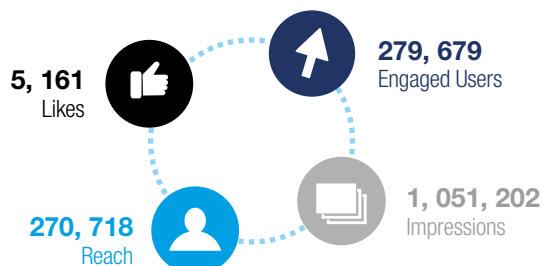 279, 679
Engaged Users
5, 161
Likes
1, 051, 202
Impressions
270, 718
Reach